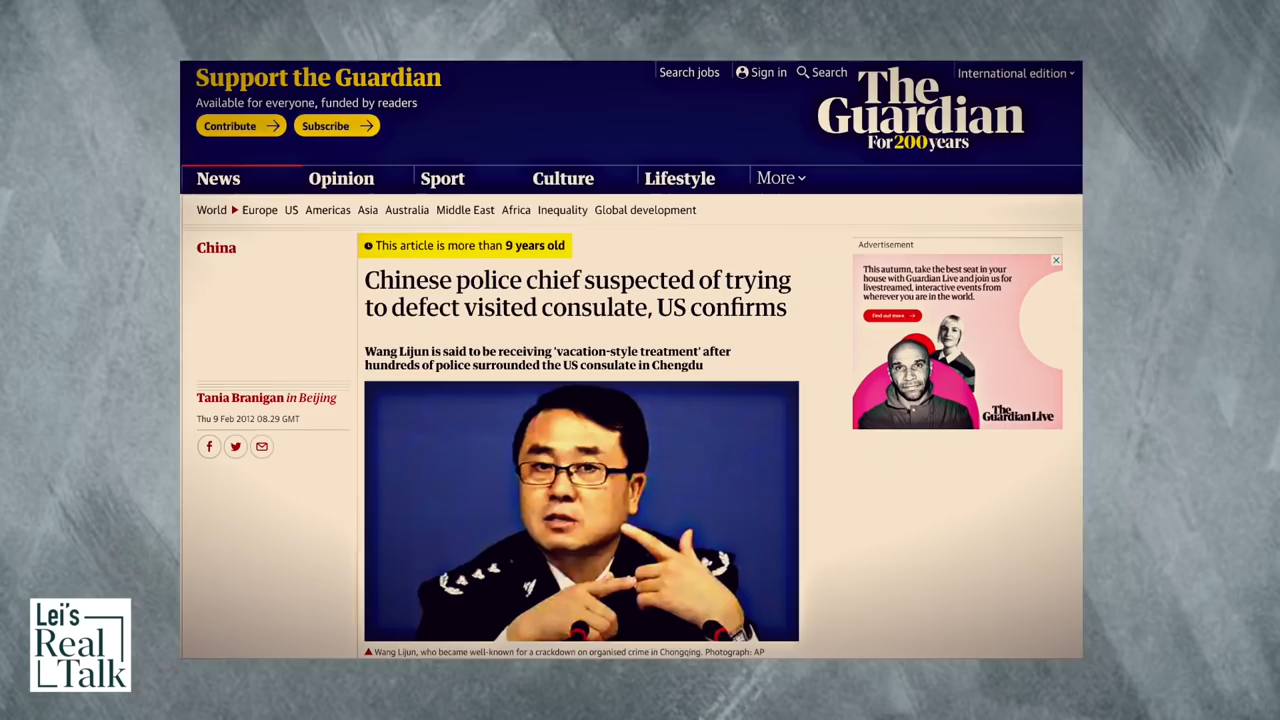 Support the Guardian
Available for everyone, funded by readers
Contribute
Subscribe
Search jobs
Sign in
Search
International edition
The
Guardian
For 200 years
News
Opinion
Sport
Culture
Lifestyle
More
World
Europe
US
Americas
Asia
Australia
Middle East
Africa
Inequality
Global development
China
This article is more than 9 years old
Chinese police chief suspected of trying
to defect visited consulate, US confirms
Wang Lijun is said to be receiving 'vacation-style treatment' after
hundreds of police surrounded the US consulate in Chengdu
Tania Branigan in Beijing
Thu 9 Feb 2012 08.29 GMT
Wang Lijun, who became well-known for a crackdown on organised crime in Chongqing. Photograph: AP
Advertisement
This autumn, take the best seat in your
house with Guardian Live and join us for
livestreamed, interactive events from
wherever you are in the world.
Find out more
The
Guardian Live
Lei's
Real
Talk